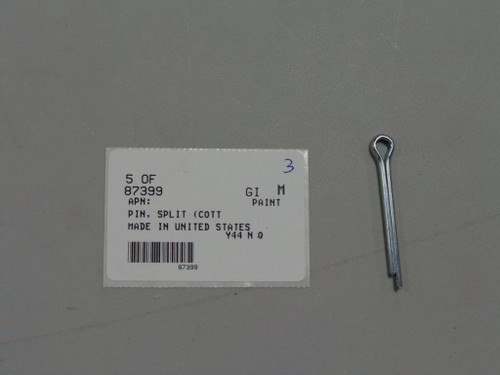 3
5 OF
87399 GI M
APN: PAINT
PIN, SPLIT (COTT
MADE IN UNITED STATES
Y44 N Q
87399